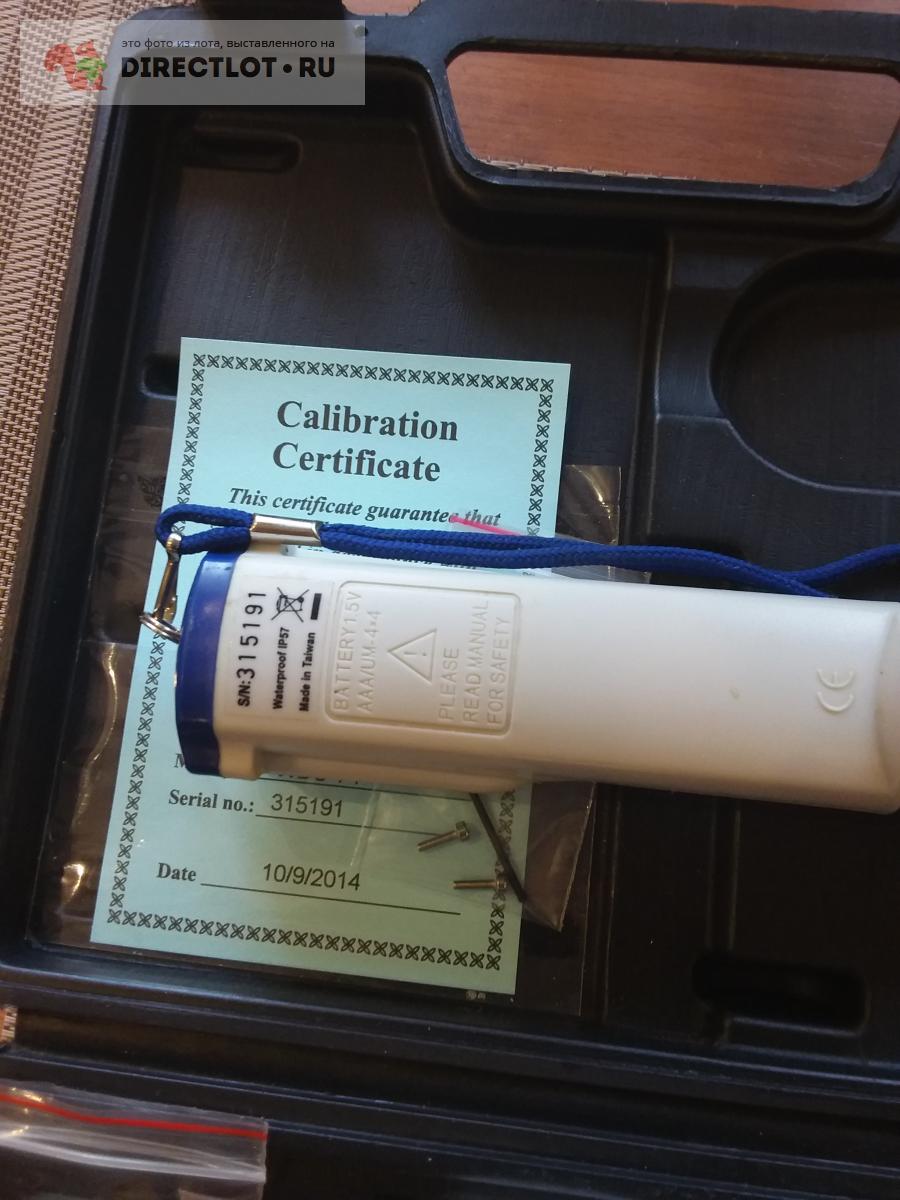 это фото из лота, выставленного на
DIRECTLOT•RU
Calibration
Certificate
This certificate guarantee that
S/N:315191
Waterproof IP57
Made in Taiwan
BATTERY1.5V
AAA/UM-4×4
PLEASE
READ MANUAL
FOR SAFETY
CE
Serial no.: 315191
Date 10/9/2014